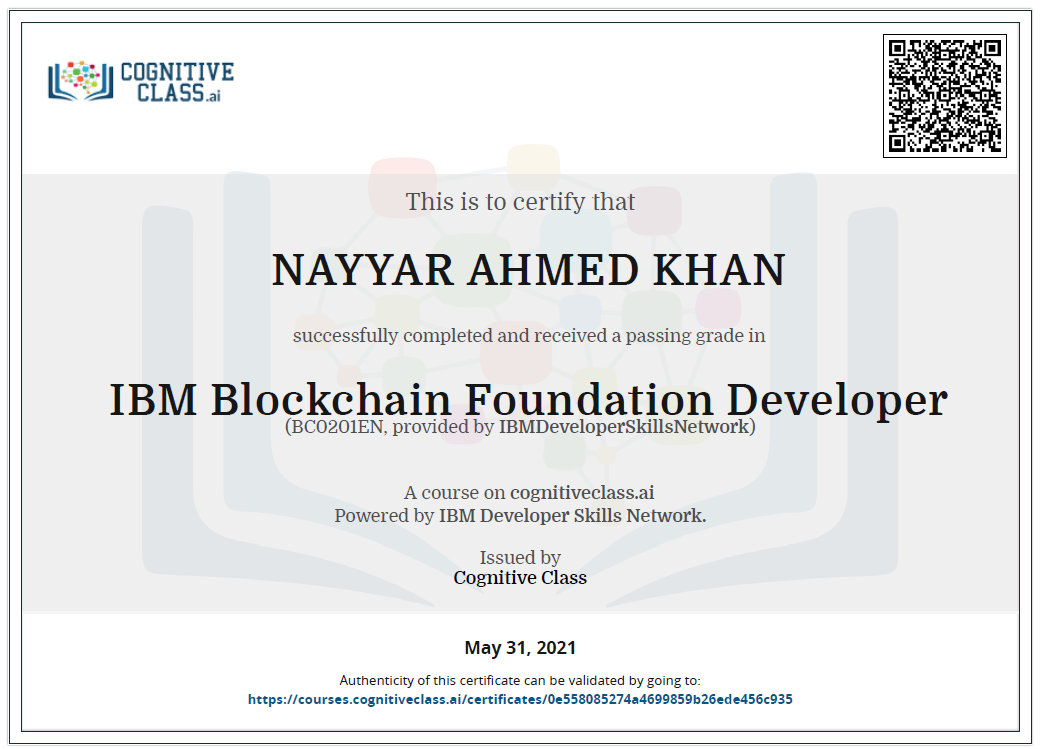 COGNITIVE
CLASS.ai
This is to certify that
NAYYAR AHMED KHAN
successfully completed and received a passing grade in
IBM Blockchain Foundation Developer
(BC0201EN, provided by IBMDeveloperSkillsNetwork)
A course on cognitiveclass.ai
Powered by IBM Developer Skills Network.
Issued by
Cognitive Class
May 31, 2021
Authenticity of this certificate can be validated by going to:
https://courses.cognitiveclass.ai/certificates/0e558085274a4699859b26ede456c935